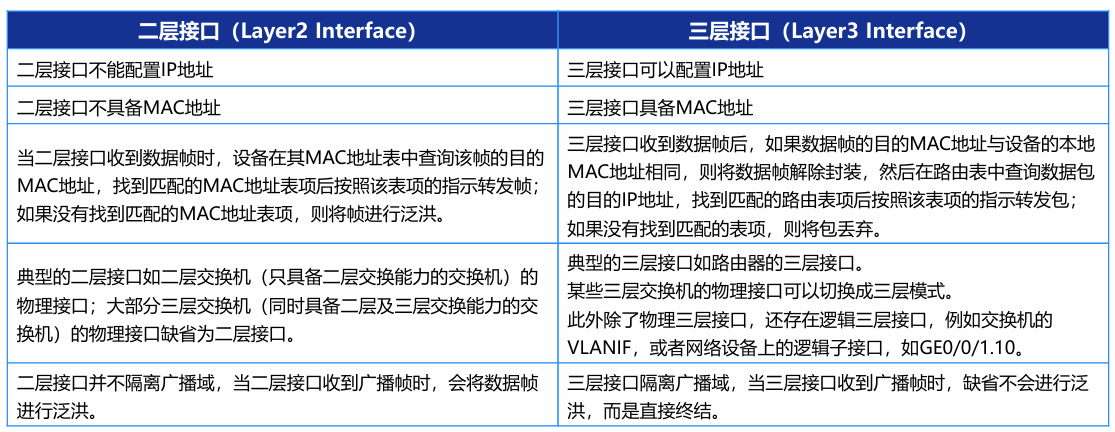 二层接口（Layer2 Interface）
三层接口（Layer3 Interface）
二层接口不能配置IP地址
三层接口可以配置IP地址
二层接口不具备MAC地址
三层接口具备MAC地址
当二层接口收到数据帧时，设备在其MAC地址表中查询该帧的目的
MAC地址，找到匹配的MAC地址表项后按照该表项的指示转发帧；
如果没有找到匹配的MAC地址表项，则将帧进行泛洪。
三层接口收到数据帧后，如果数据帧的目的MAC地址与设备的本地
MAC地址相同，则将数据帧解除封装，然后在路由表中查询数据包
的目的IP地址，找到匹配的路由表项后按照该表项的指示转发包；
如果没有找到匹配的表项，则将包丢弃。
典型的二层接口如二层交换机（只具备二层交换能力的交换机）的
物理接口；大部分三层交换机（同时具备二层及三层交换能力的交
换机）的物理接口缺省为二层接口。
典型的三层接口如路由器的三层接口。
某些三层交换机的物理接口可以切换成三层模式。
此外除了物理三层接口，还存在逻辑三层接口，例如交换机的
VLANIF，或者网络设备上的逻辑子接口，如GE0/0/1.10。
二层接口并不隔离广播域，当二层接口收到广播帧时，会将数据帧
进行泛洪。
三层接口隔离广播域，当三层接口收到广播帧时，缺省不会进行泛
洪，而是直接终结。